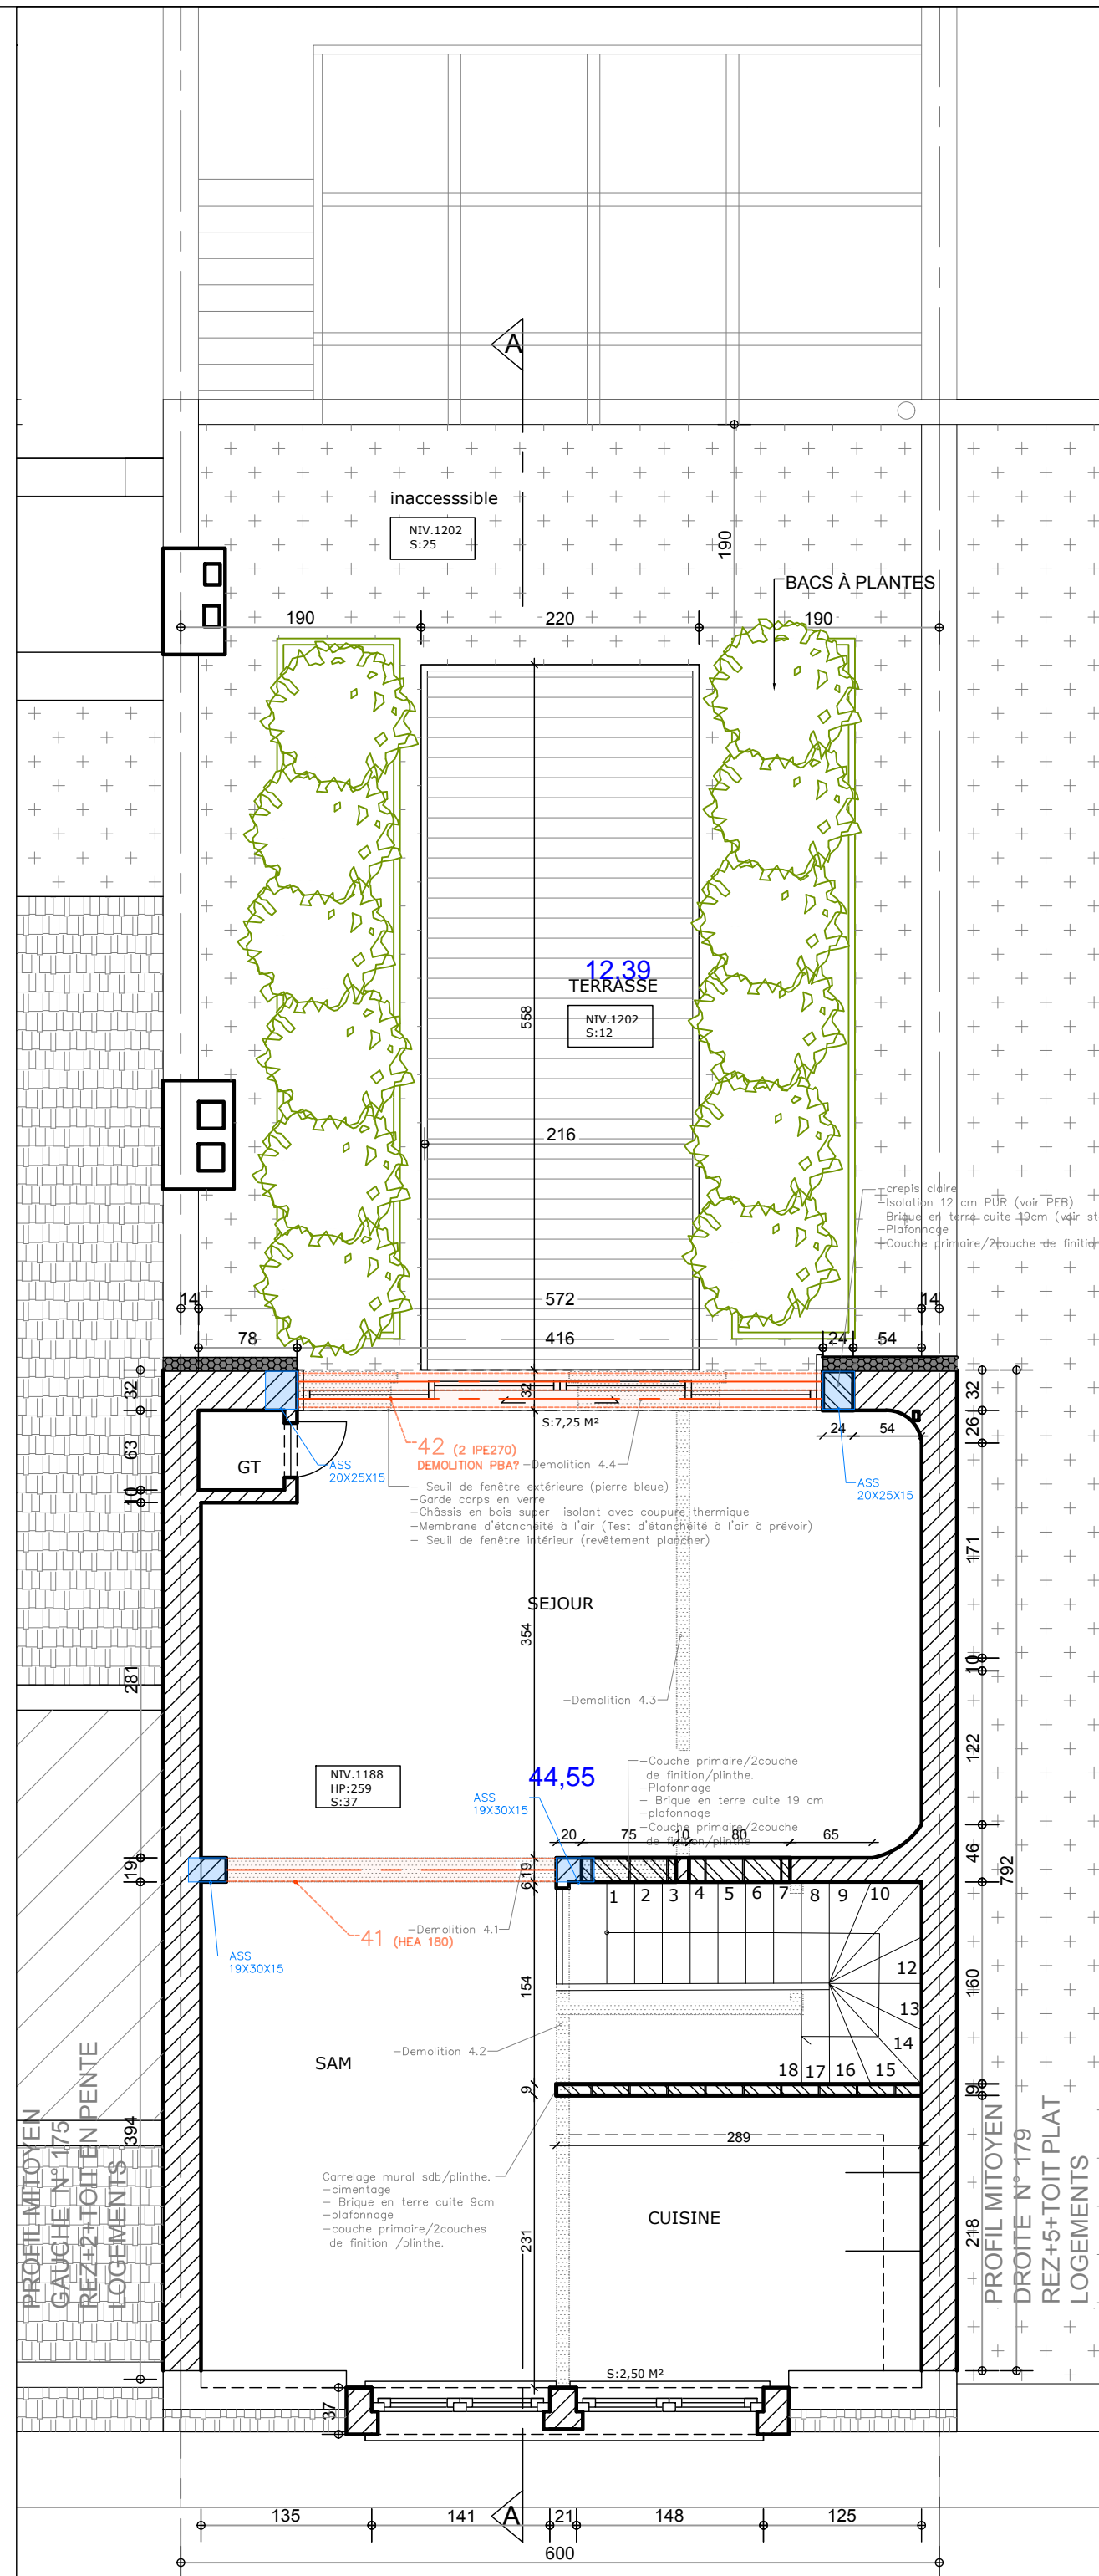 A
inaccesssible
NIV.1202
S:25
190
BACS À PLANTES
190
220
190
12,39
TERRASSE
NIV.1202
S:12
558
216
-crepis claire
-Isolation 12 cm PUR (voir PEB)
-Brique en terre cuite 19cm (voir st
-Plafonnage
-Couche primaire/2couche de finition
14
572
14
78
416
24
54
32
32
32
S:7,25 M²
26
24
54
63
GT
ASS
20X25X15
42 (2 IPE270)
DEMOLITION PBA?
-Demolition 4.4
ASS
20X25X15
10
- Seuil de fenêtre extérieure (pierre bleue)
-Garde corps en verre
-Châssis en bois super isolant avec coupure thermique
-Membrane d'étanchéité à l'air (Test d'étanchéité à l'air à prévoir)
- Seuil de fenêtre intérieur (revêtement plancher)
171
SEJOUR
354
10
281
-Demolition 4.3
122
792
NIV.1188
HP:259
S:37
44,55
ASS
19X30X15
-Couche primaire/2couche
de finition/plinthe.
-Plafonnage
- Brique en terre cuite 19 cm
-plafonnage
-Couche primaire/2couche
de finition/plinthe
20
75
10
80
65
46
19
19
6
1
2
3
4
5
6
7
8
9
10
12
13
14
15
16
17
18
-Demolition 4.1
41 (HEA 180)
ASS
19X30X15
154
160
-Demolition 4.2
SAM
9
9
394
289
Carrelage mural sdb/plinthe.
-cimentage
- Brique en terre cuite 9cm
-plafonnage
-couche primaire/2couches
de finition /plinthe.
CUISINE
231
218
PROFIL MITOYEN
GAUCHE N° 175
REZ+2+TOIT EN PENTE
LOGEMENTS
PROFIL MITOYEN
DROITE N° 179
REZ+5+TOIT PLAT
LOGEMENTS
S:2,50 M²
37
135
141
A
21
148
125
600